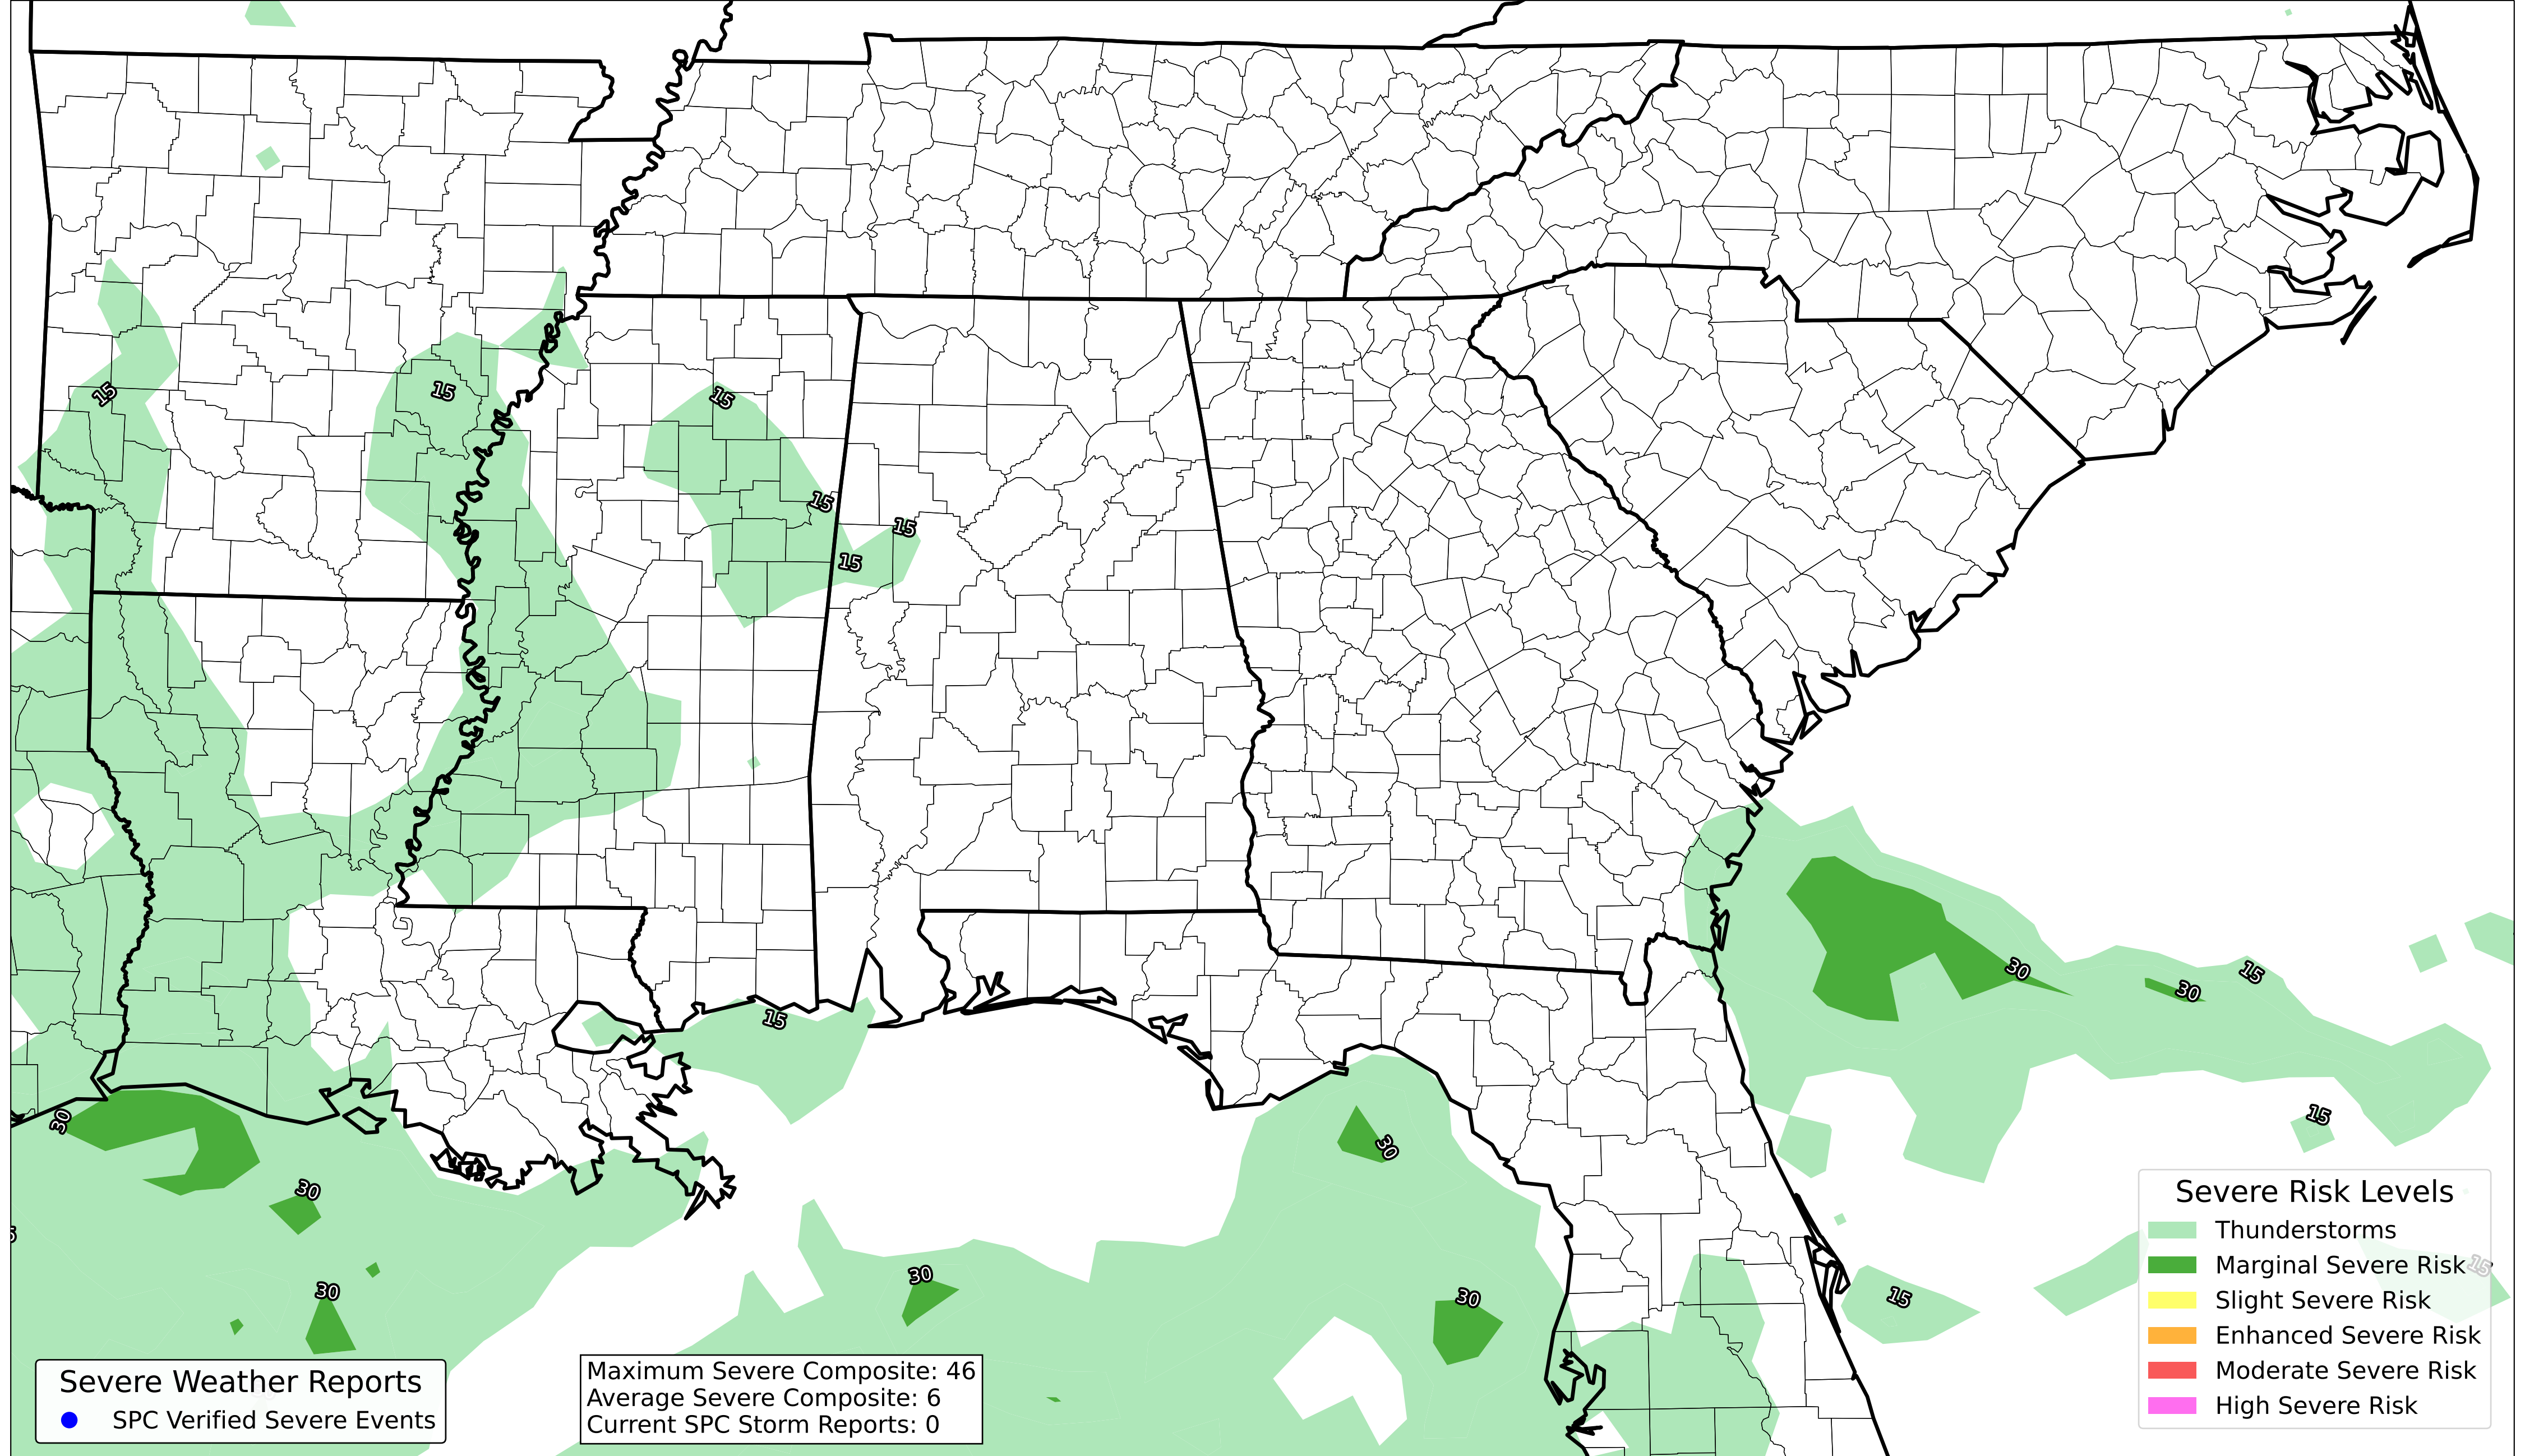 15
15
15
15
15
15
30
15
30
15
15
30
30
30
30
30
30
15
15
Severe Risk Levels
Thunderstorms
Marginal Severe Risk
Slight Severe Risk
Enhanced Severe Risk
Moderate Severe Risk
High Severe Risk
Severe Weather Reports
SPC Verified Severe Events
Maximum Severe Composite: 46
Average Severe Composite: 6
Current SPC Storm Reports: 0